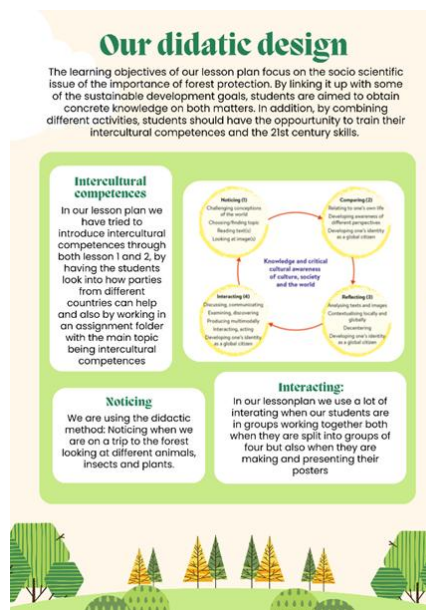 Our didatic design
The learning objectives of our lesson plan focus on the socio scientific
issue of the importance of forest protection. By linking it up with some
of the sustainable development goals, students are aimed to obtain
concrete knowledge on both matters. In addition, by combining
different activities, students should have the oppourtunity to train their
intercultural competences and the 21st century skills.
Intercultural
competences
In our lesson plan we
have tried to
introduce intercultural
competences through
both lesson 1 and 2, by
having the students
look into how parties
from different
countries can help
and also by working in
an assignment folder
with the main topic
being intercultural
competences
Noticing (1)
Challenging conceptions
of the world
Choosing/finding topic
Reading text(s)
Looking at image(s)
Comparing (2)
Relating to one's own life
Developing awareness of
different perspectives
Developing one's identity
as a global citizen
Knowledge and critical
cultural awareness
of culture, society
and the world
Interacting (4)
Discussing, communicating
Examining, discovering
Producing multimodally
Interacting, acting
Developing one's identity
as a global citizen
Reflecting (3)
Analysing texts and images
Contextualising locally and
globally
Decentering
Developing one's identity
as a global citizen
Noticing
We are using the didactic
method: Noticing when we
are on a trip to the forest
looking at different animals,
insects and plants.
Interacting:
In our lessonplan we use a lot of
interating when our students are
in groups working together both
when they are split into groups of
four but also when they are
making and presenting their
posters